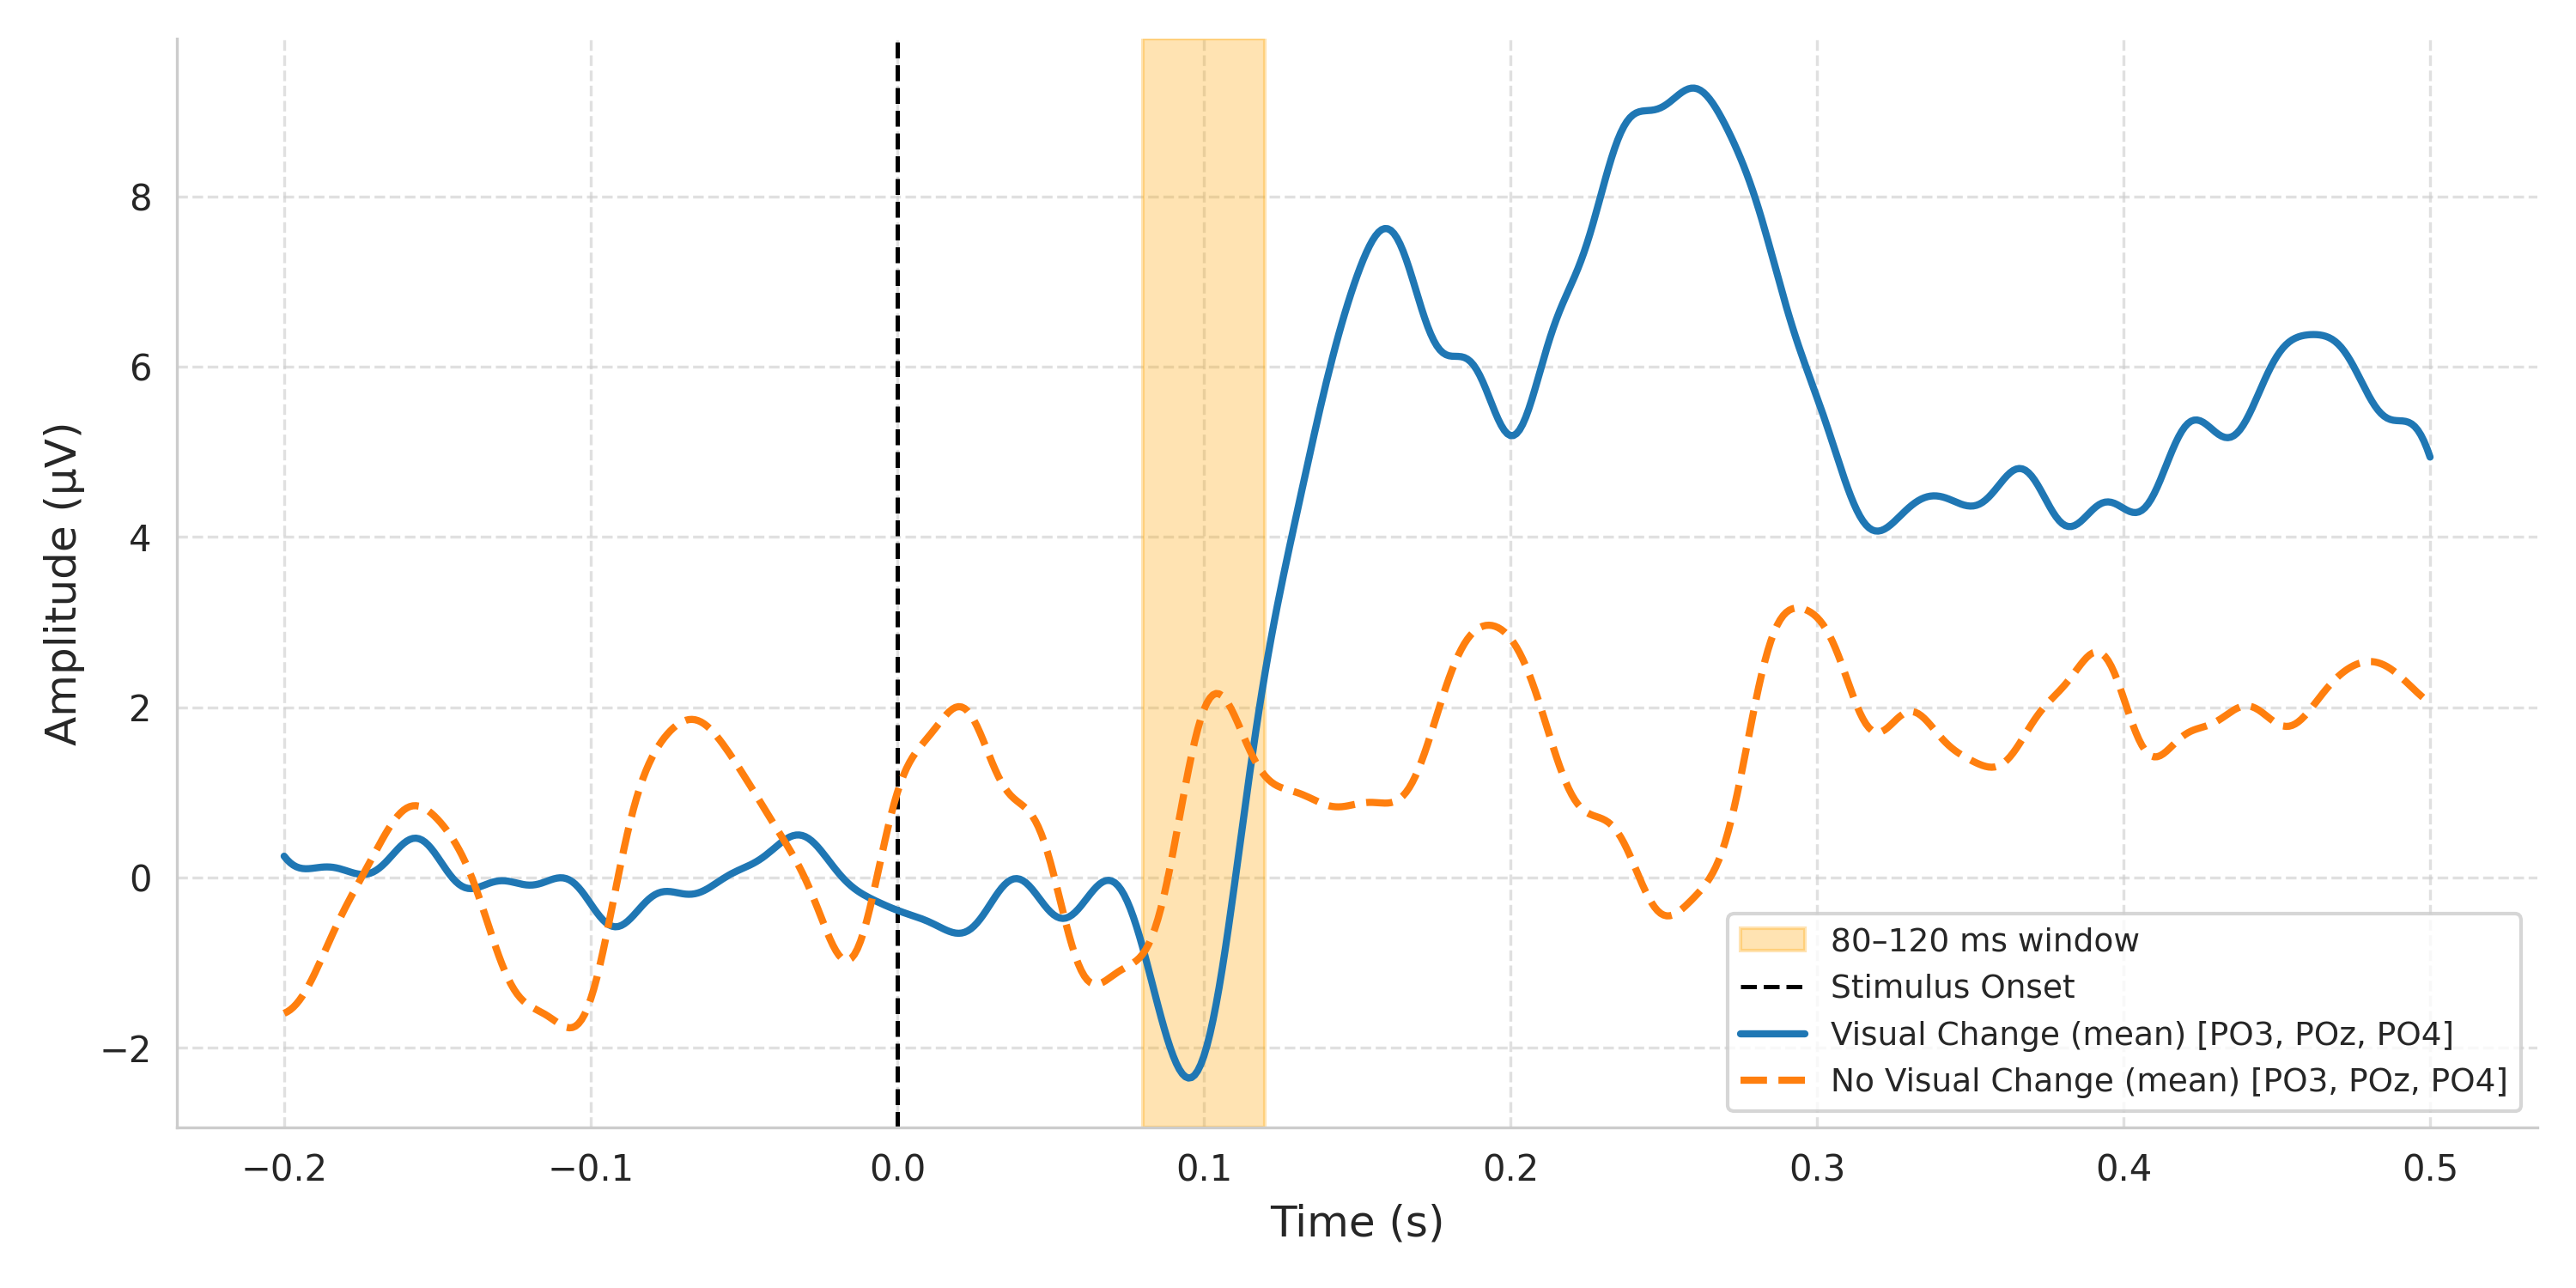 Amplitude (µV)
8
6
4
2
0
−2
−0.2 −0.1 0.0 0.1 0.2 0.3 0.4 0.5
Time (s)
80–120 ms window
Stimulus Onset
Visual Change (mean) [PO3, POz, PO4]
No Visual Change (mean) [PO3, POz, PO4]